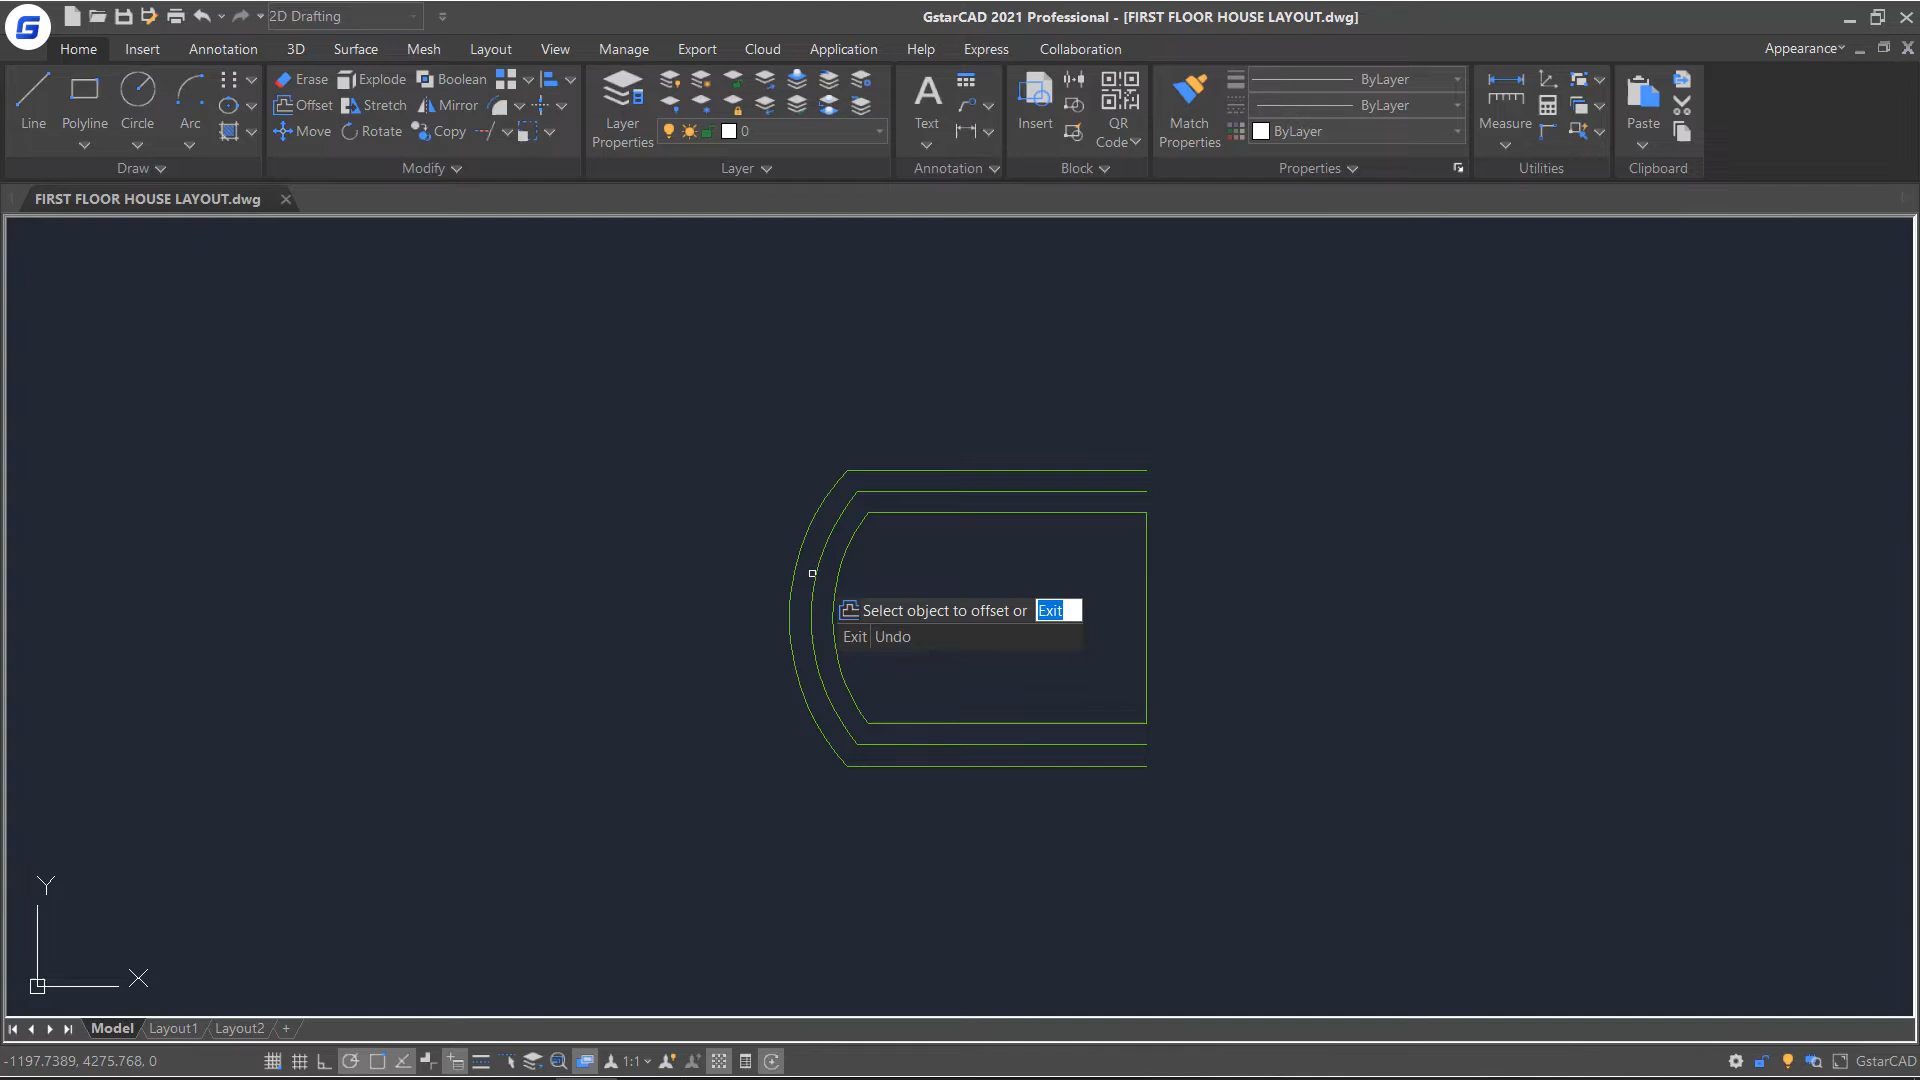 2D Drafting
GstarCAD 2021 Professional - [FIRST FLOOR HOUSE LAYOUT.dwg]
Home Insert Annotation 3D Surface Mesh Layout View Manage Export Cloud Application Help Express Collaboration Appearance
Line Polyline Circle Arc
Draw
Erase Explode Boolean
Offset Stretch Mirror
Move Rotate Copy
Modify
Layer Properties
0
Layer
Text
Annotation
Insert
QR Code
Block
Match Properties
ByLayer
ByLayer
ByLayer
Properties
Measure
Utilities
Paste
Clipboard
FIRST FLOOR HOUSE LAYOUT.dwg
Select object to offset or Exit
Exit Undo
Y
X
Model Layout1 Layout2 +
-1197.7389, 4275.768, 0
1:1
GstarCAD